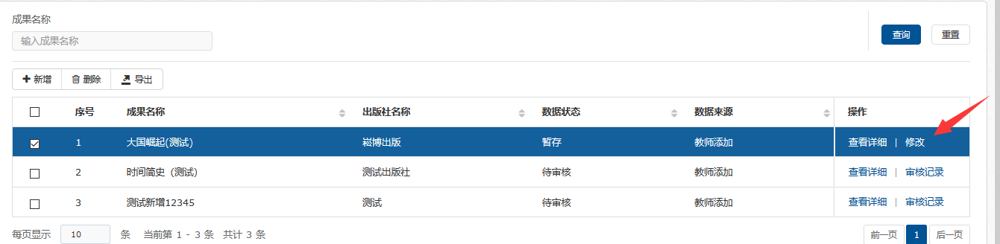 成果名称
输入成果名称
查询 重置
新增 删除 导出
序号 成果名称 出版社名称 数据状态 数据来源 操作
1 大国崛起(测试) 崧博出版 暂存 教师添加 查看详细 | 修改
2 时间简史（测试） 测试出版社 待审核 教师添加 查看详细 | 审核记录
3 测试新增12345 测试 待审核 教师添加 查看详细 | 审核记录
每页显示 10 条 当前第 1 - 3 条 共计 3 条 前一页 1 后一页